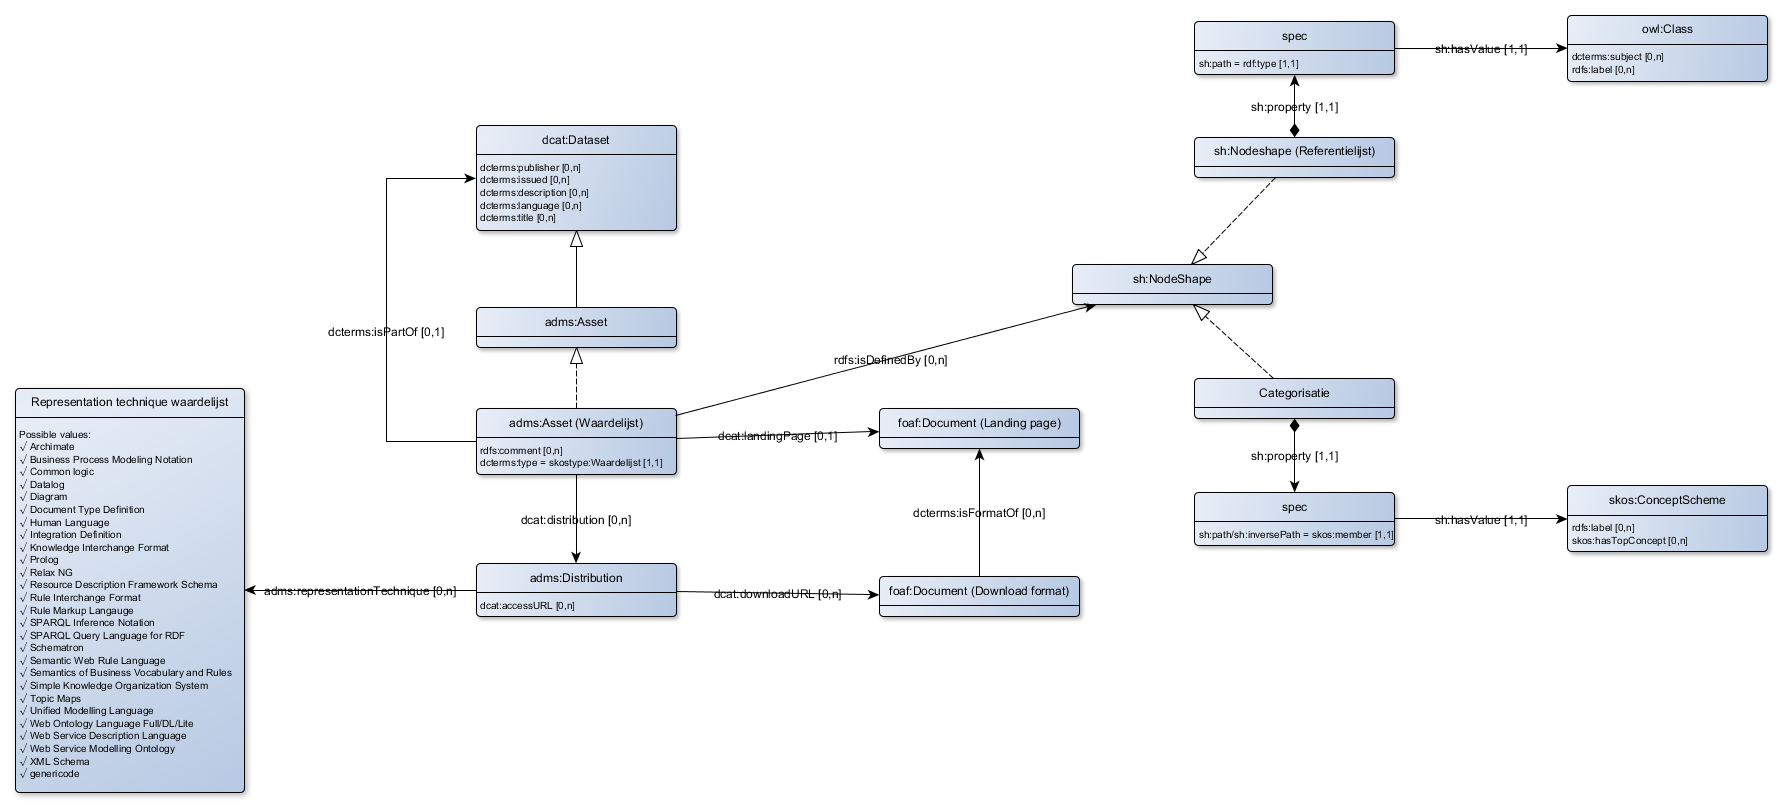 spec
sh:path = rdf:type [1,1]
sh:hasValue [1,1]
owl:Class
dcterms:subject [0,n]
rdfs:label [0,n]
sh:property [1,1]
sh:Nodeshape (Referentielijst)
dcat:Dataset
dcterms:publisher [0,n]
dcterms:issued [0,n]
dcterms:description [0,n]
dcterms:language [0,n]
dcterms:title [0,n]
sh:NodeShape
adms:Asset
dcterms:isPartOf [0,1]
rdfs:isDefinedBy [0,n]
Categorisatie
adms:Asset (Waardelijst)
rdfs:comment [0,n]
dcterms:type = skostype:Waardelijst [1,1]
dcat:landingPage [0,1]
foaf:Document (Landing page)
sh:property [1,1]
spec
sh:path/sh:inversePath = skos:member [1,1]
sh:hasValue [1,1]
skos:ConceptScheme
rdfs:label [0,n]
skos:hasTopConcept [0,n]
dcat:distribution [0,n]
dcterms:isFormatOf [0,n]
adms:Distribution
dcat:accessURL [0,n]
dcat:downloadURL [0,n]
foaf:Document (Download format)
adms:representationTechnique [0,n]
Representation technique waardelijst
Possible values:
√ Archimate
√ Business Process Modeling Notation
√ Common logic
√ Datalog
√ Diagram
√ Document Type Definition
√ Human Language
√ Integration Definition
√ Knowledge Interchange Format
√ Prolog
√ Relax NG
√ Resource Description Framework Schema
√ Rule Interchange Format
√ Rule Markup Langauge
√ SPARQL Inference Notation
√ SPARQL Query Language for RDF
√ Schematron
√ Semantic Web Rule Language
√ Semantics of Business Vocabulary and Rules
√ Simple Knowledge Organization System
√ Topic Maps
√ Unified Modelling Language
√ Web Ontology Language Full/DL/Lite
√ Web Service Description Language
√ Web Service Modelling Ontology
√ XML Schema
√ genericode